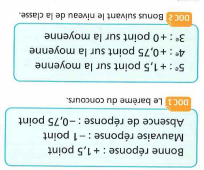 Bonne réponse : +1,5 point
Mauvaise réponse : –1 point
Absence de réponse : –0,75 point
DOC 1 Le barème du concours.
5e : +1,5 point sur la moyenne
4e : +0,75 point sur la moyenne
3e : +0 point sur la moyenne
DOC 2 Bonus suivant le niveau de la classe.